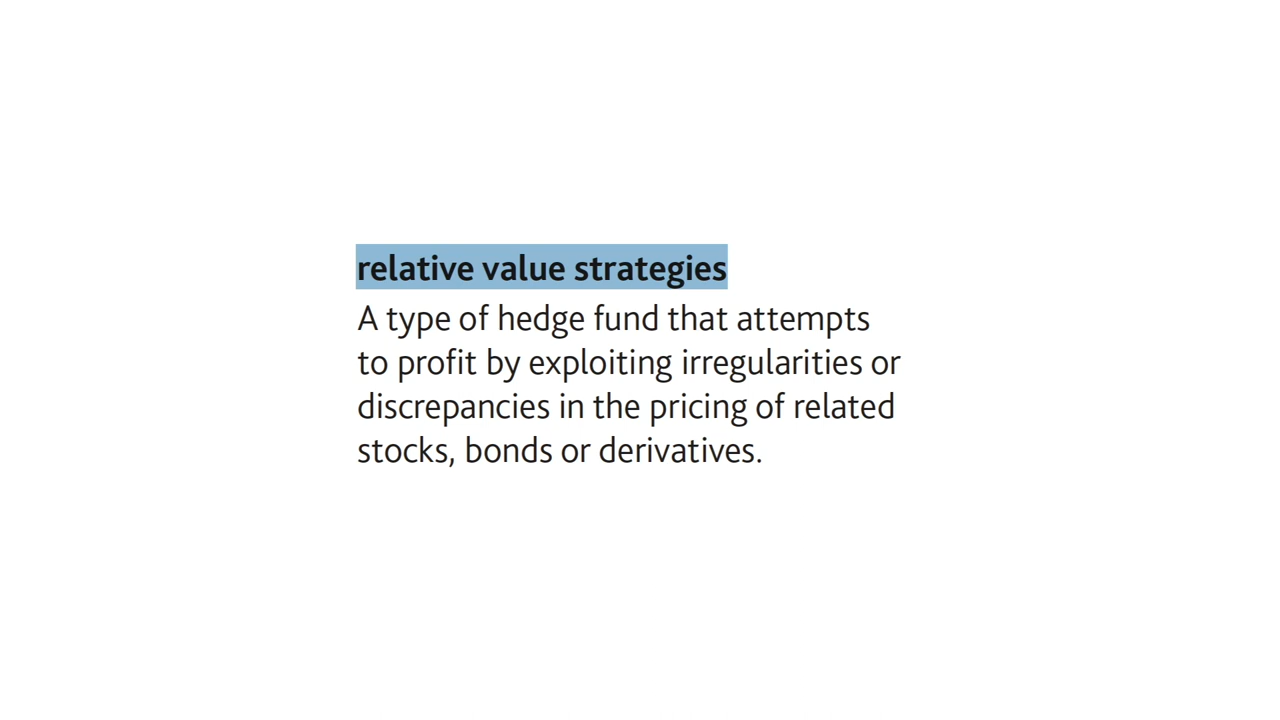 relative value strategies
A type of hedge fund that attempts
to profit by exploiting irregularities or
discrepancies in the pricing of related
stocks, bonds or derivatives.